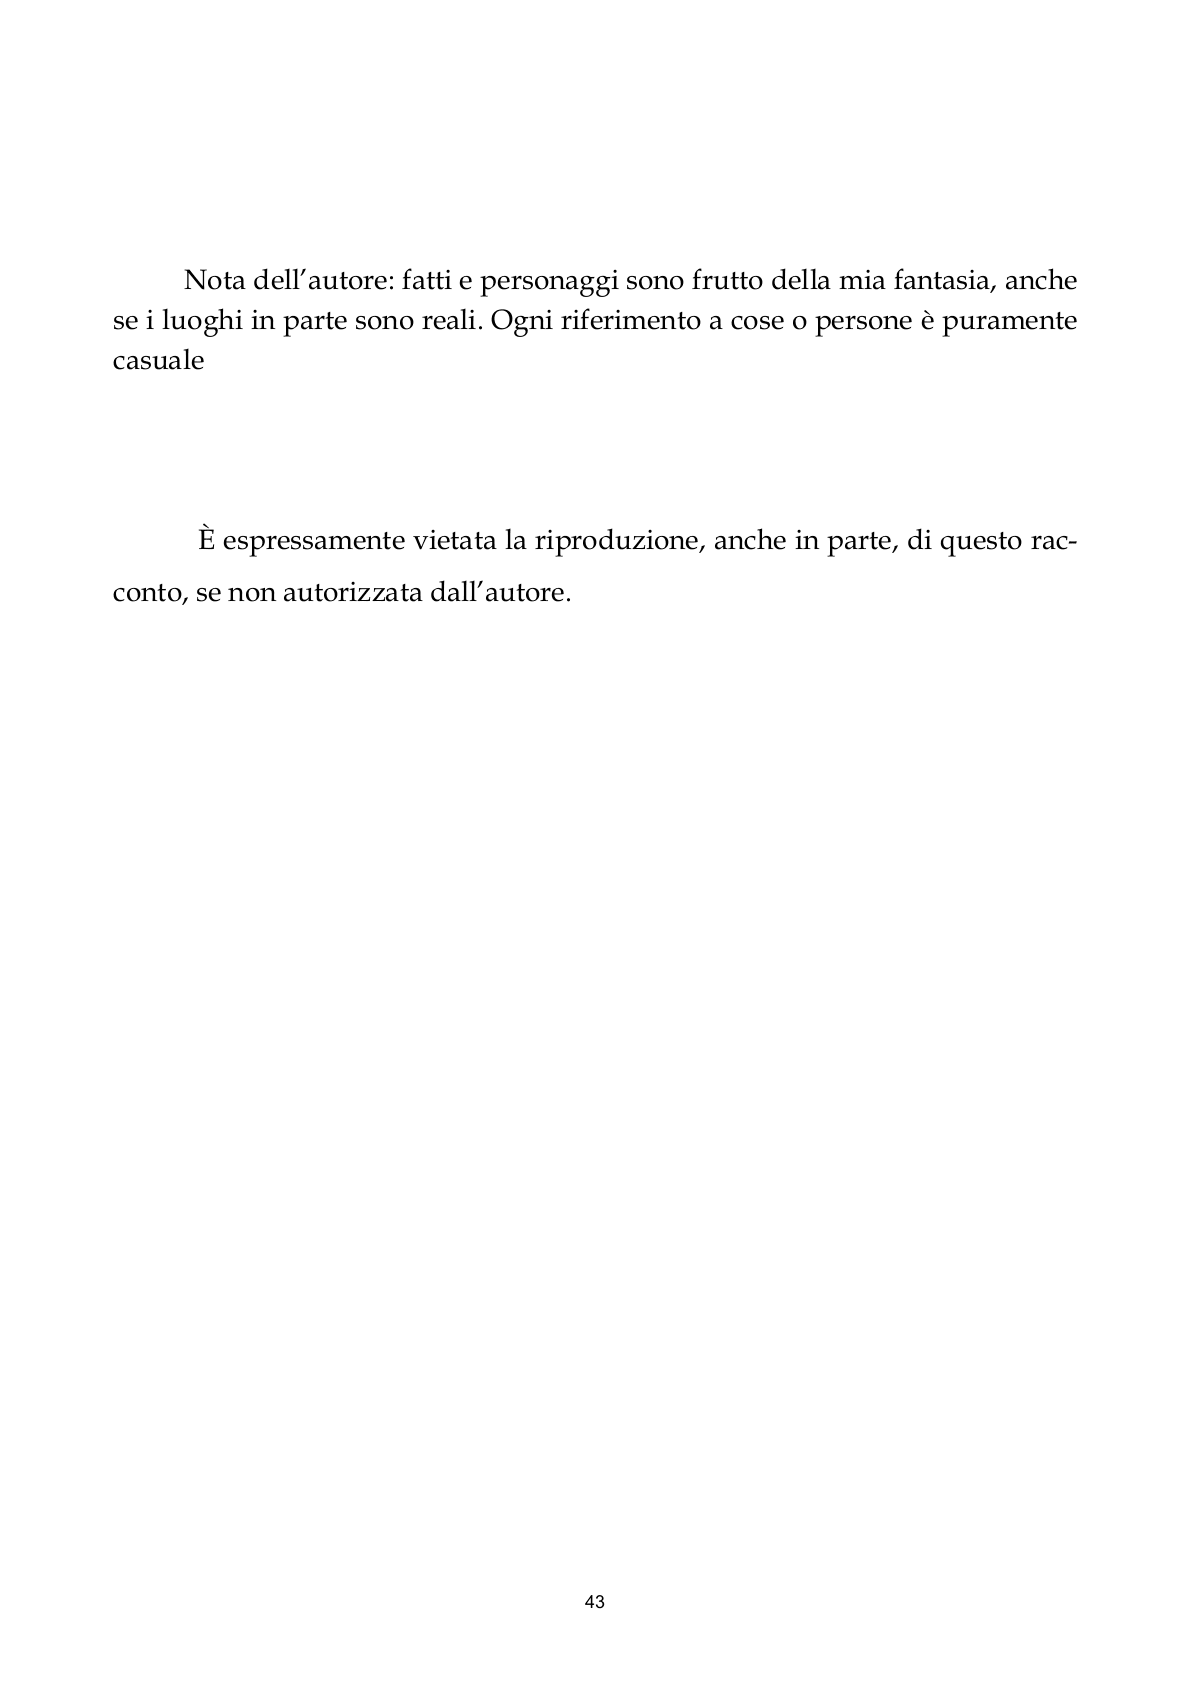 Nota dell’autore: fatti e personaggi sono frutto della mia fantasia, anche
se i luoghi in parte sono reali. Ogni riferimento a cose o persone è puramente
casuale
È espressamente vietata la riproduzione, anche in parte, di questo rac-
conto, se non autorizzata dall’autore.
43